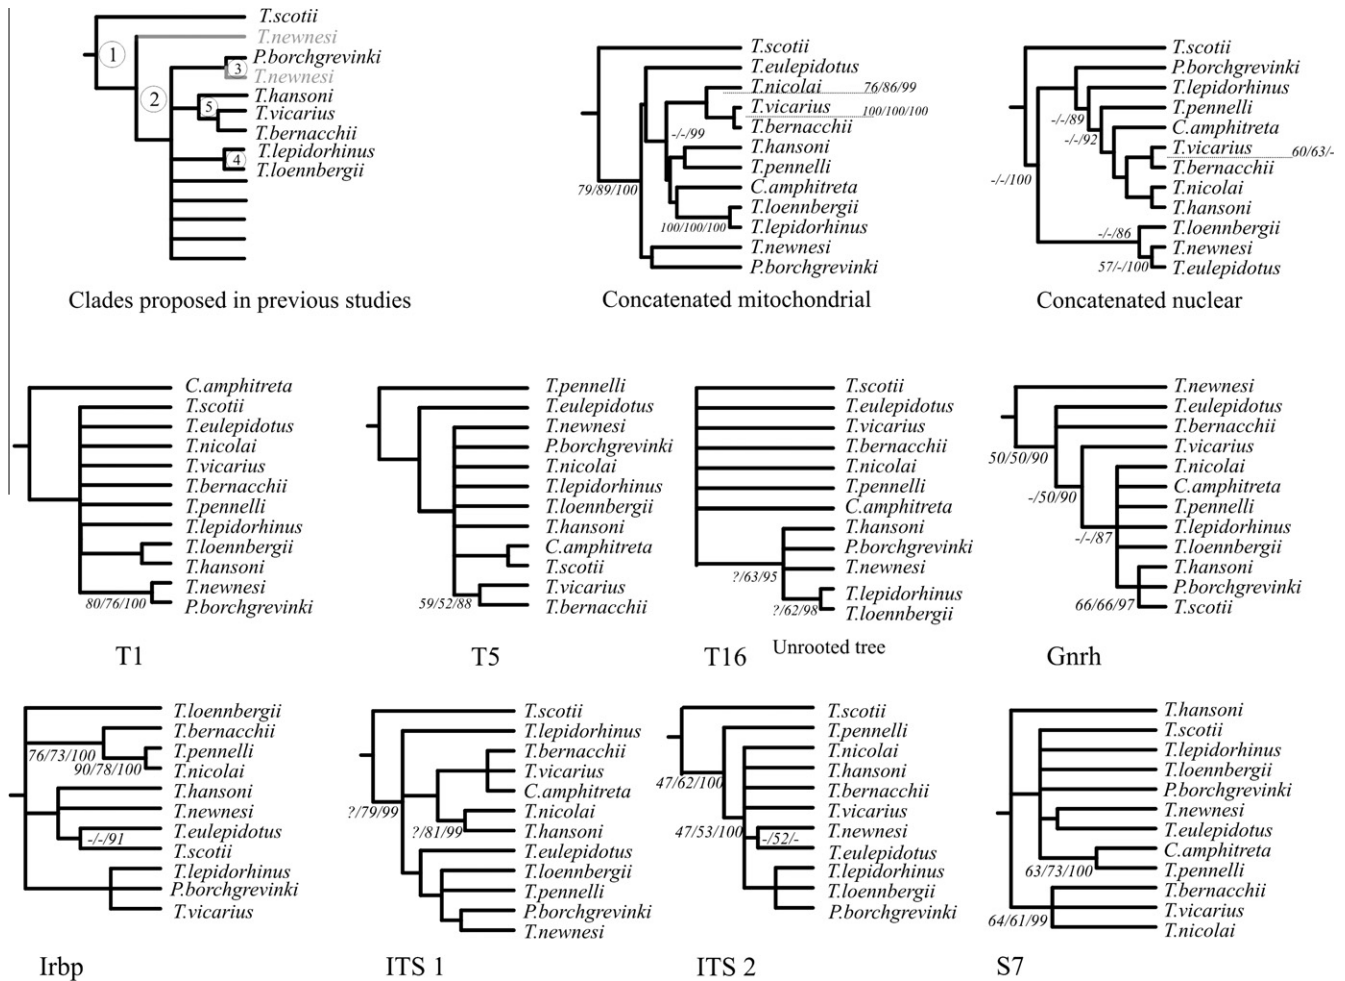 T.scotii
T.newnesi
P.borchgrevinki
T.newnesi
T.hansoni
T.vicarius
T.bernacchii
T.lepidorhinus
T.loennbergii
1
2
3
5
4
Clades proposed in previous studies
T.scotii
T.eulepidotus
T.nicolai 76/86/99
T.vicarius 100/100/100
T.bernacchii
-/-/99
T.hansoni
T.pennelli
C.amphitreta
79/89/100
T.loennbergii
100/100/100
T.lepidorhinus
T.newnesi
P.borchgrevinki
Concatenated mitochondrial
T.scotii
P.borchgrevinki
T.lepidorhinus
T.pennelli
-/-/89
C.amphitreta
-/-/92
T.vicarius 60/63/-
T.bernacchii
-/-/100
T.nicolai
T.hansoni
T.loennbergii
-/-/86
T.newnesi
57/-/100
T.eulepidotus
Concatenated nuclear
C.amphitreta
T.scotii
T.eulepidotus
T.nicolai
T.vicarius
T.bernacchii
T.pennelli
T.lepidorhinus
T.loennbergii
T.hansoni
T.newnesi
80/76/100
P.borchgrevinki
T1
T.pennelli
T.eulepidotus
T.newnesi
P.borchgrevinki
T.nicolai
T.lepidorhinus
T.loennbergii
T.hansoni
C.amphitreta
T.scotii
T.vicarius
59/52/88
T.bernacchii
T5
T.scotii
T.eulepidotus
T.vicarius
T.bernacchii
T.nicolai
T.pennelli
C.amphitreta
T.hansoni
P.borchgrevinki
T.newnesi
?/63/95
T.lepidorhinus
?/62/98
T.loennbergii
T16
Unrooted tree
T.newnesi
T.eulepidotus
T.bernacchii
T.vicarius
50/50/90
T.nicolai
C.amphitreta
-/50/90
T.pennelli
T.lepidorhinus
-/-/87
T.loennbergii
T.hansoni
P.borchgrevinki
66/66/97
T.scotii
Gnrh
T.loennbergii
T.bernacchii
76/73/100
T.pennelli
90/78/100
T.nicolai
T.hansoni
T.newnesi
T.eulepidotus
-/-/91
T.scotii
T.lepidorhinus
P.borchgrevinki
T.vicarius
Irbp
T.scotii
T.lepidorhinus
T.bernacchii
T.vicarius
C.amphitreta
T.nicolai
?/79/99
?/81/99
T.hansoni
T.eulepidotus
T.loennbergii
T.pennelli
P.borchgrevinki
T.newnesi
ITS 1
T.scotii
T.pennelli
T.nicolai
T.hansoni
47/62/100
T.bernacchii
T.vicarius
47/53/100
T.newnesi
-/52/-
T.eulepidotus
T.lepidorhinus
T.loennbergii
P.borchgrevinki
ITS 2
T.hansoni
T.scotii
T.lepidorhinus
T.loennbergii
P.borchgrevinki
T.newnesi
T.eulepidotus
C.amphitreta
63/73/100
T.pennelli
T.bernacchii
T.vicarius
64/61/99
T.nicolai
S7